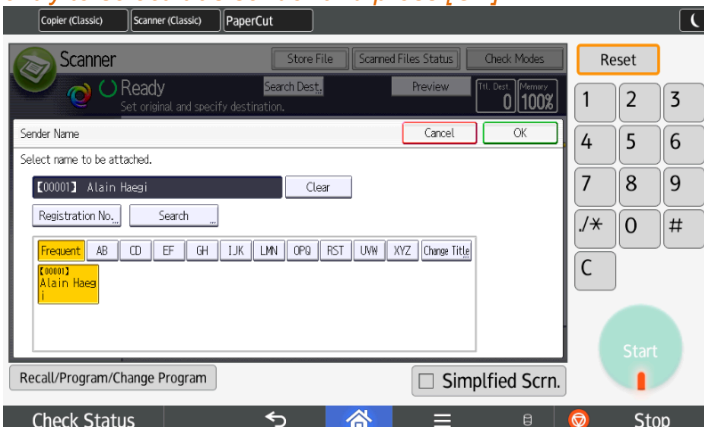 Copier (Classic) Scanner (Classic) PaperCut
Scanner Store File Scanned Files Status Check Modes Reset
Ready Search Dest. Preview Ttl. Dest. Memory
Set original and specify destination. 0 100% 1 2 3
Sender Name Cancel OK 4 5 6
Select name to be attached.
【00001】 Alain Haegi Clear 7 8 9
Registration No. Search ./* 0 #
Frequent AB CD EF GH IJK LMN OPQ RST UVW XYZ Change Title
【00001】 C
Alain Haeg
i
Start
Recall/Program/Change Program Simplfied Scrn.
Check Status Stop